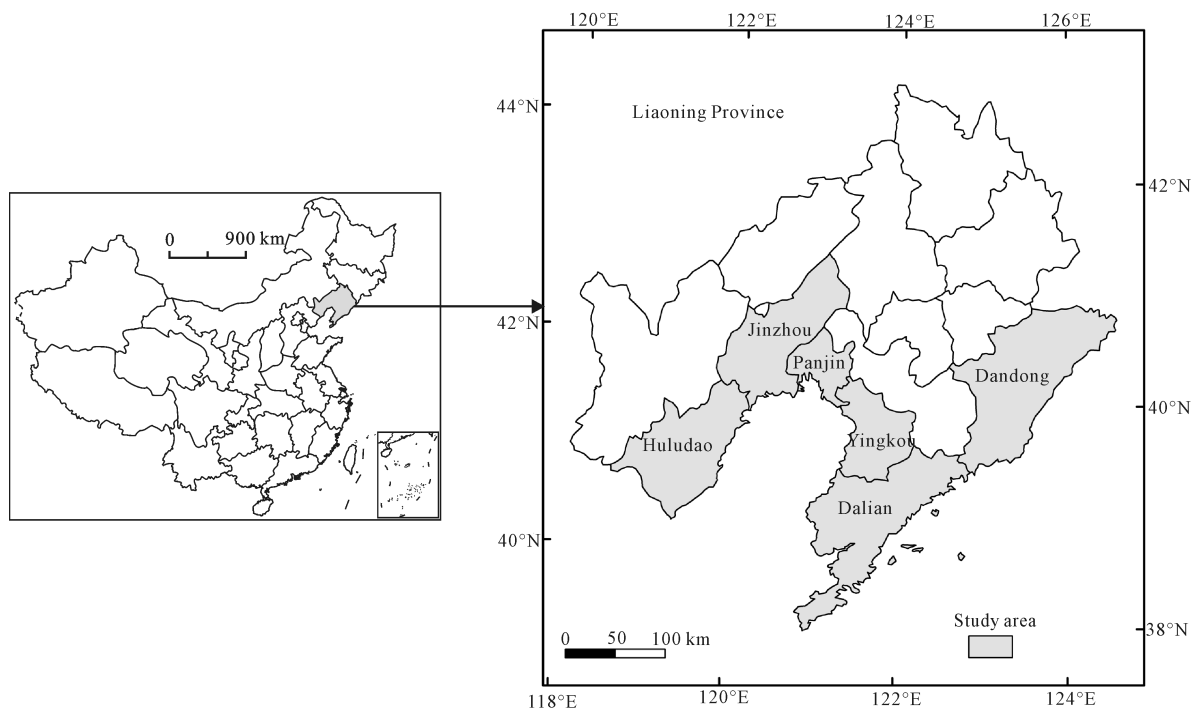 120°E 122°E 124°E 126°E
44°N
Liaoning Province
42°N
0 900 km
42°N
Jinzhou
Panjin
Dandong
40°N
Huludao
Yingkou
Dalian
40°N
Study area
38°N
0 50 100 km
118°E 120°E 122°E 124°E